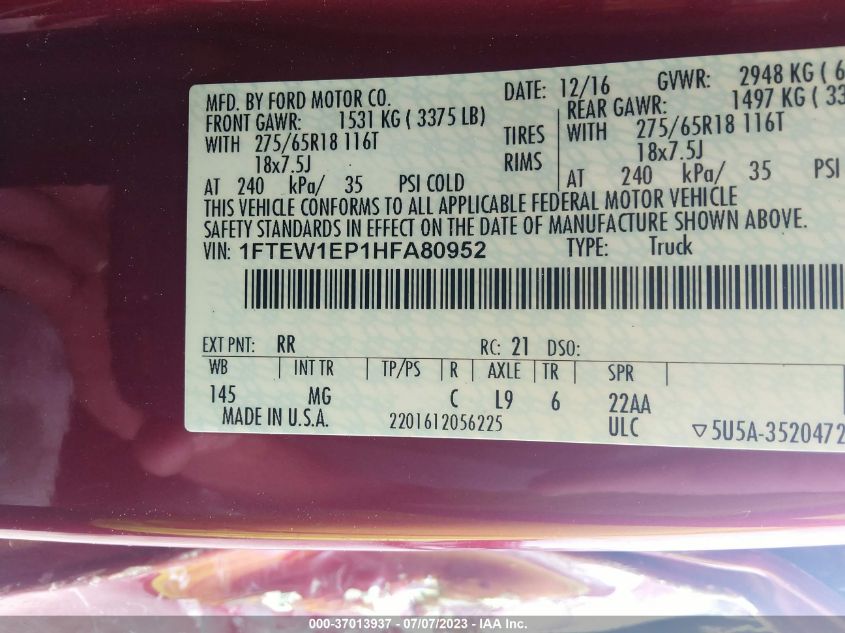 MFD. BY FORD MOTOR CO. DATE: 12/16 GVWR: 2948 KG ( 6
FRONT GAWR: 1531 KG ( 3375 LB) REAR GAWR: 1497 KG ( 33
WITH 275/65R18 116T TIRES WITH 275/65R18 116T
18x7.5J RIMS 18x7.5J
AT 240 kPa/ 35 PSI COLD AT 240 kPa/ 35 PSI
THIS VEHICLE CONFORMS TO ALL APPLICABLE FEDERAL MOTOR VEHICLE
SAFETY STANDARDS IN EFFECT ON THE DATE OF MANUFACTURE SHOWN ABOVE.
VIN: 1FTEW1EP1HFA80952 TYPE: Truck
EXT PNT: RR RC: 21 DSO:
WB INT TR TP/PS R AXLE TR SPR
145 MG C L9 6 22AA
MADE IN U.S.A. 2201612056225 ULC ▽5U5A-3520472
000-37013937 - 07/07/2023 - IAA Inc.